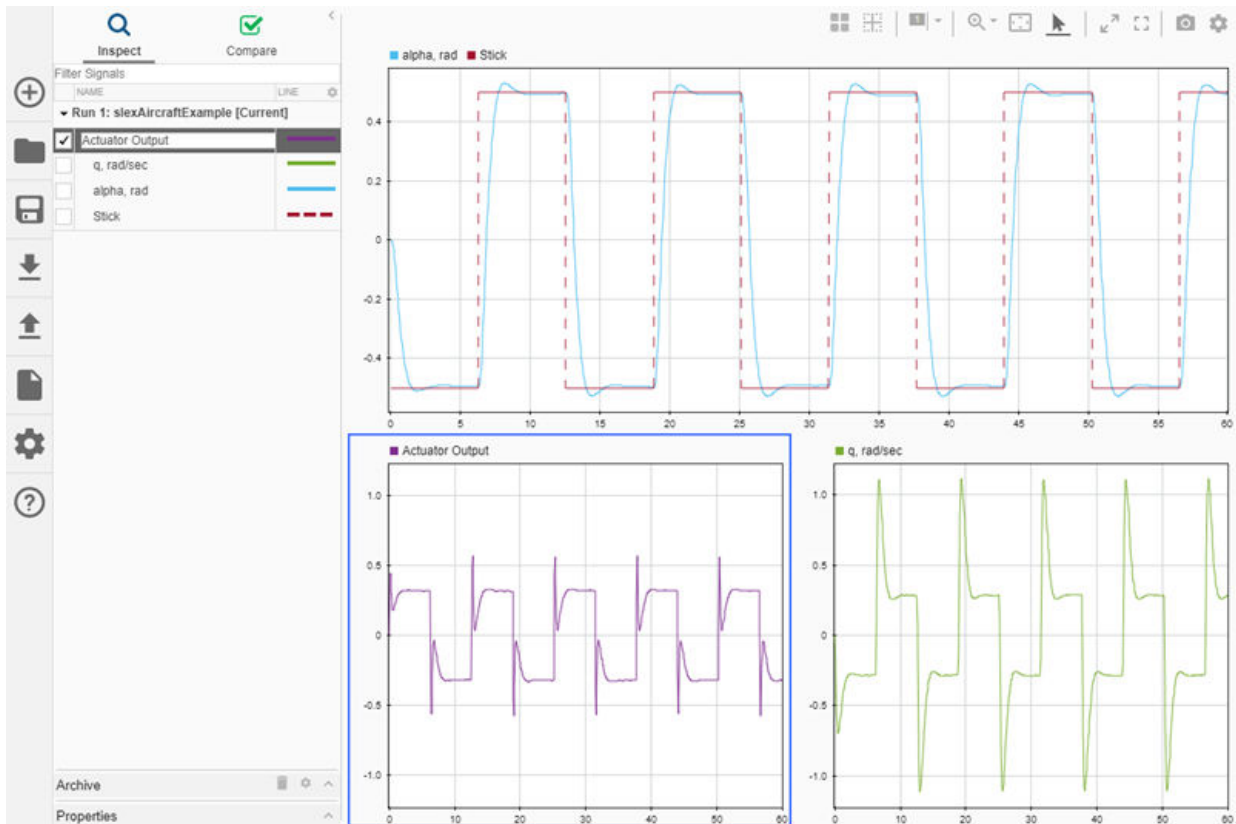 Inspect
Compare
Filter Signals
NAME LINE
Run 1: slexAircraftExample [Current]
Actuator Output
q, rad/sec
alpha, rad
Stick
Archive
Properties
1
alpha, rad Stick
0.4
0.2
0
-0.2
-0.4
0 5 10 15 20 25 30 35 40 45 50 55 60
Actuator Output
1.0
0.5
0
-0.5
-1.0
0 10 20 30 40 50 60
q, rad/sec
1.0
0.5
0
-0.5
-1.0
0 10 20 30 40 50 60